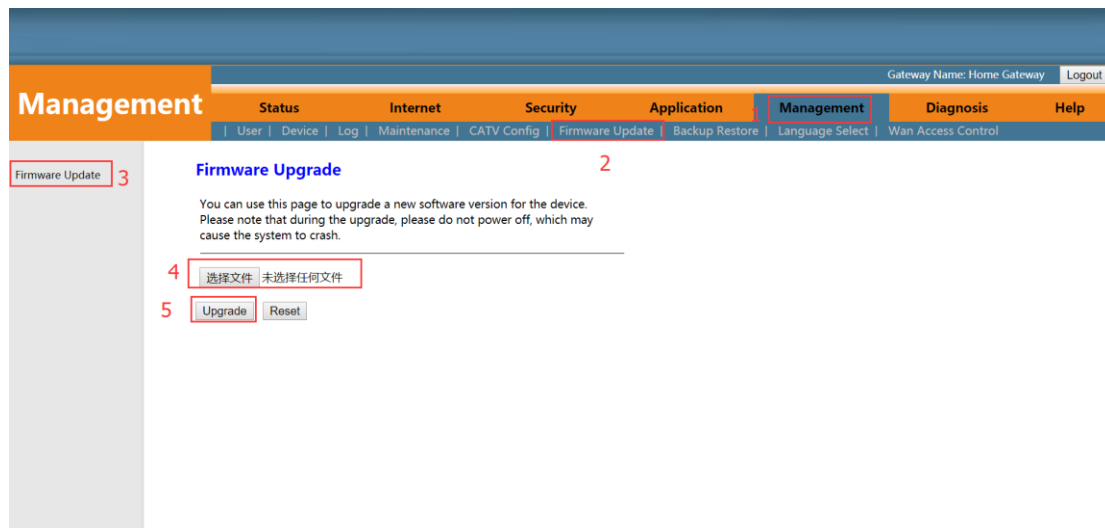 Gateway Name: Home Gateway Logout
Management
Status Internet Security Application 1 Management Diagnosis Help
| User | Device | Log | Maintenance | CATV Config | Firmware Update | Backup Restore | Language Select | Wan Access Control
2
Firmware Update 3
Firmware Upgrade
You can use this page to upgrade a new software version for the device.
Please note that during the upgrade, please do not power off, which may
cause the system to crash.
4 选择文件 未选择任何文件
5 Upgrade Reset